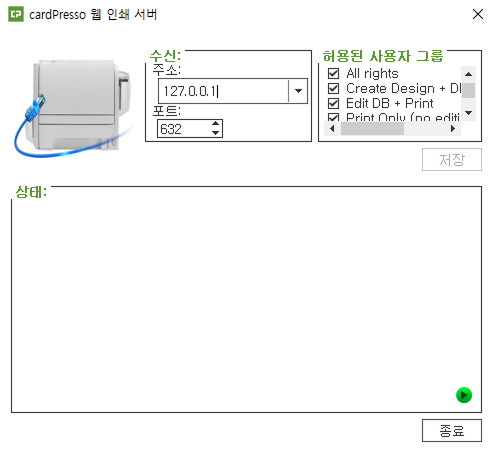 cardPresso 웹 인쇄 서버
수신:
주소:
127.0.0.1
포트:
632
허용된 사용자 그룹
All rights
Create Design +
Edit DB + Print
Print Only (no
저장
상태:
종료